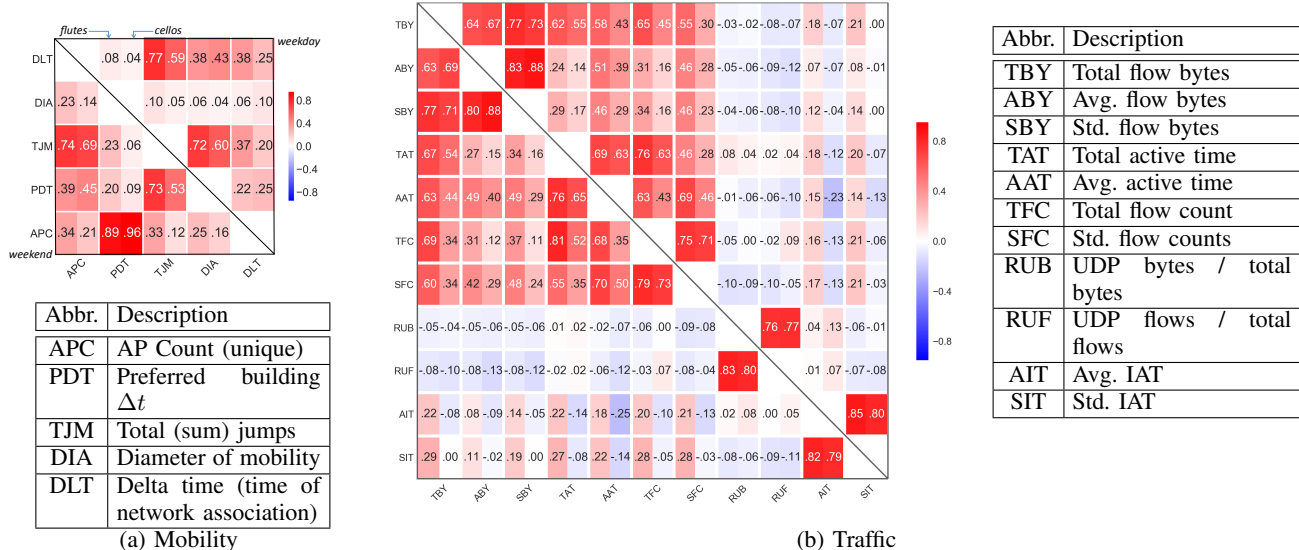 flutes cellos
weekday
DLT .08 .04 .77 .59 .38 .43 .38 .25
DIA .23 .14 .10 .05 .06 .04 .06 .10
TJM .74 .69 .23 .06 .72 .60 .37 .20
PDT .39 .45 .20 .09 .73 .53 .22 .25
APC .34 .21 .89 .96 .33 .12 .25 .16
weekend
APC PDT TJM DIA DLT
0.8
0.4
0.0
−0.4
−0.8
Abbr. Description
APC AP Count (unique)
PDT Preferred building
Δt
TJM Total (sum) jumps
DIA Diameter of mobility
DLT Delta time (time of
network association)
(a) Mobility
TBY .64 .67 .77 .73 .62 .55 .58 .43 .65 .45 .55 .30 -.03 -.02 -.08 -.07 .18 -.07 .21 .00
ABY .63 .69 .83 .88 .24 .14 .51 .39 .31 .16 .46 .28 -.05 -.06 -.09 -.12 .07 -.07 .08 -.01
SBY .77 .71 .80 .88 .29 .17 .46 .29 .34 .16 .46 .23 -.04 -.06 -.08 -.10 .12 -.04 .14 .00
TAT .67 .54 .27 .15 .34 .16 .69 .63 .76 .63 .46 .28 .08 .04 .02 .04 .18 -.12 .20 -.07
AAT .63 .44 .49 .40 .49 .29 .76 .65 .63 .43 .69 .46 -.01 -.06 -.06 -.10 .15 -.23 .14 -.13
TFC .69 .34 .31 .12 .37 .11 .81 .52 .68 .35 .75 .71 -.05 .00 -.02 .09 .16 -.13 .21 -.06
SFC .60 .34 .42 .29 .48 .24 .55 .35 .70 .50 .79 .73 -.10 -.09 -.10 -.05 .17 -.13 .21 -.03
RUB -.05 -.04 -.05 -.06 -.05 -.06 .01 .02 -.02 -.07 -.06 .00 -.09 -.08 .76 .77 .04 .13 -.06 -.01
RUF -.08 -.10 -.08 -.13 -.08 -.12 -.02 .02 -.06 -.12 -.03 .07 -.08 -.04 .83 .80 .01 .07 -.07 -.08
AIT .22 -.08 .08 -.09 .14 -.05 .22 -.14 .18 -.25 .20 -.10 .21 -.13 .02 .08 .00 .05 .85 .80
SIT .29 .00 .11 -.02 .19 .00 .27 -.08 .22 -.14 .28 -.05 .28 -.03 -.08 -.06 -.09 -.11 .82 .79
TBY ABY SBY TAT AAT TFC SFC RUB RUF AIT SIT
0.8
0.4
0.0
−0.4
−0.8
(b) Traffic
Abbr. Description
TBY Total flow bytes
ABY Avg. flow bytes
SBY Std. flow bytes
TAT Total active time
AAT Avg. active time
TFC Total flow count
SFC Std. flow counts
RUB UDP bytes / total
bytes
RUF UDP flows / total
flows
AIT Avg. IAT
SIT Std. IAT